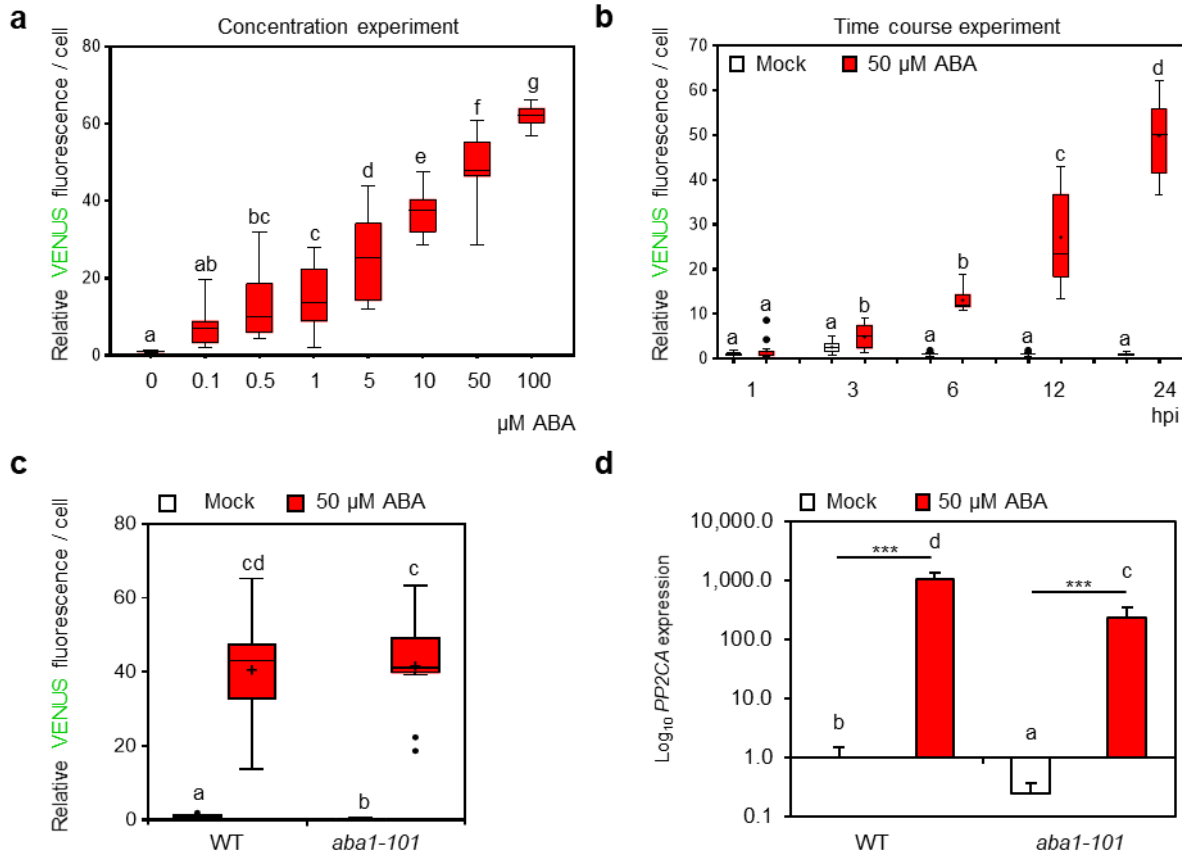 a
Concentration experiment
Relative VENUS fluorescence / cell
80
60
40
20
0
a
ab
bc
c
d
e
f
g
0 0.1 0.5 1 5 10 50 100
µM ABA
b
Time course experiment
Relative VENUS fluorescence / cell
70
60
50
40
30
20
10
0
Mock 50 µM ABA
a a a b a b a c a d
1 3 6 12 24
hpi
c
Mock 50 µM ABA
Relative VENUS fluorescence / cell
80
60
40
20
0
a cd b c
WT aba1-101
d
Mock 50 µM ABA
Log10 PP2CA expression
10,000.0
1,000.0
100.0
10.0
1.0
0.1
*** ***
b d a c
WT aba1-101